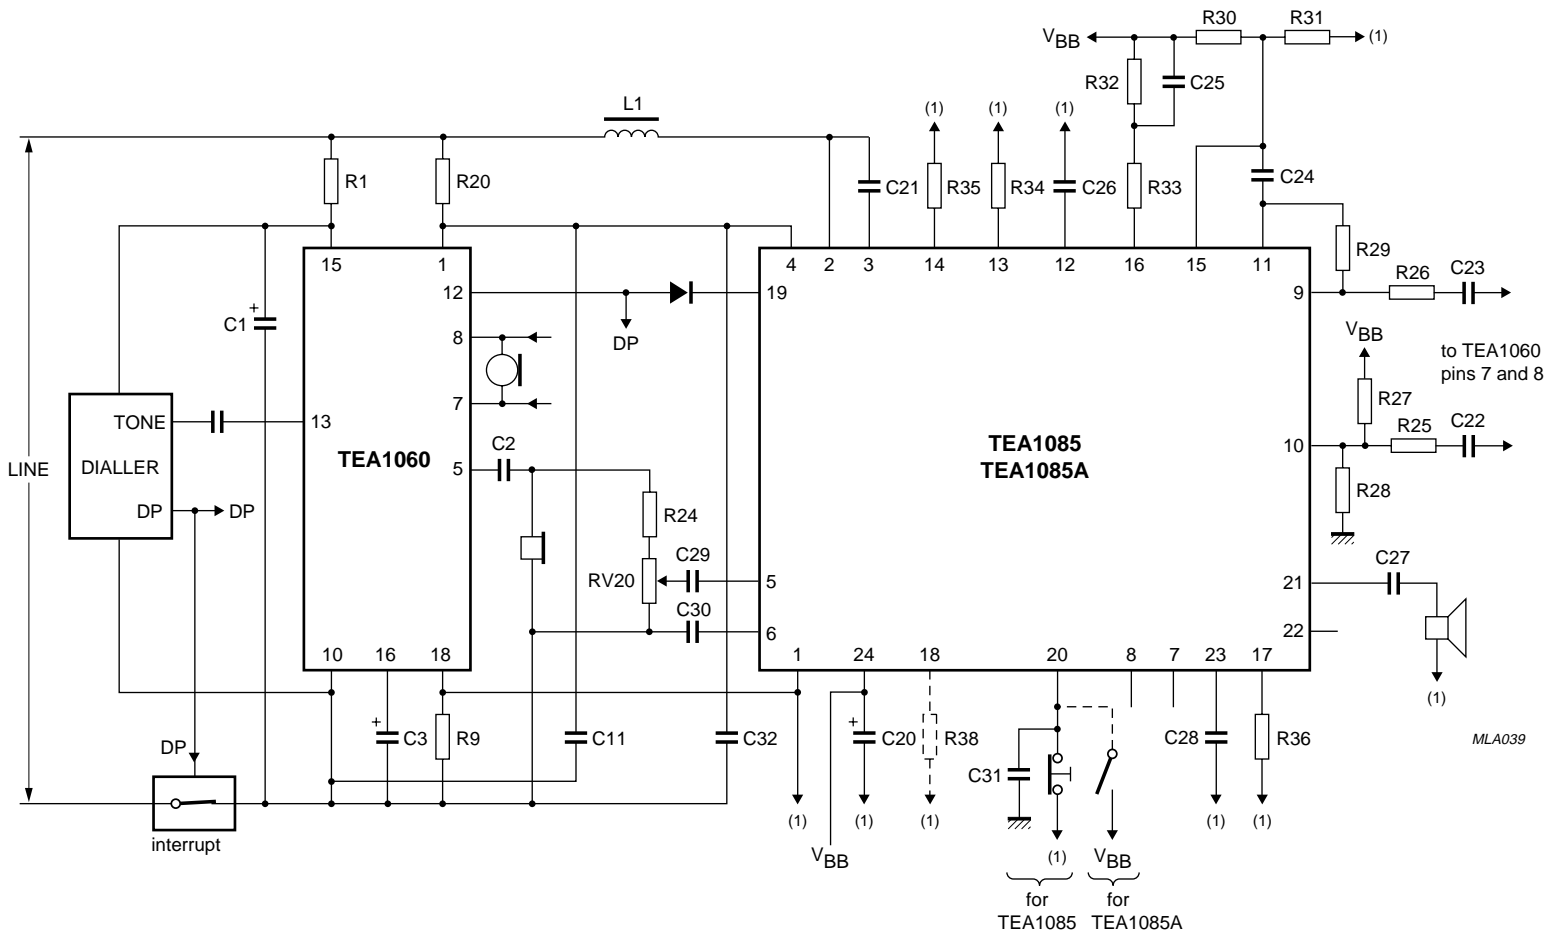 R30
R31
V_BB
(1)
R32
C25
L1
(1)
(1)
(1)
R1
R20
C21
R35
R34
C26
R33
C24
R29
15
1
4
2
3
14
13
12
16
15
11
R26
C23
12
19
9
+
C1
8
DP
V_BB
to TEA1060
pins 7 and 8
7
R27
TONE
13
R25
C22
TEA1060
C2
TEA1085
TEA1085A
10
LINE
DIALLER
5
R28
DP
DP
R24
C29
C27
RV20
5
21
C30
6
22
10
16
18
1
24
18
20
8
7
23
17
(1)
+
C3
R9
C11
C32
+
C20
R38
C28
R36
MLA039
DP
C31
(1)
(1)
(1)
(1)
(1)
interrupt
V_BB
(1)
V_BB
for
TEA1085
for
TEA1085A